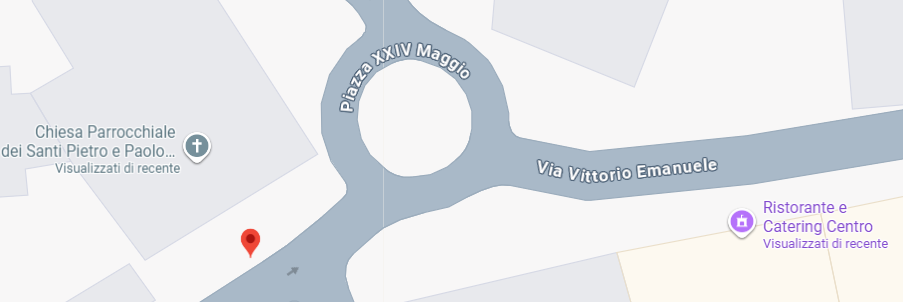 Piazza XXIV Maggio
Chiesa Parrocchiale
dei Santi Pietro e Paolo...
Visualizzati di recente
Via Vittorio Emanuele
Ristorante e
Catering Centro
Visualizzati di recente